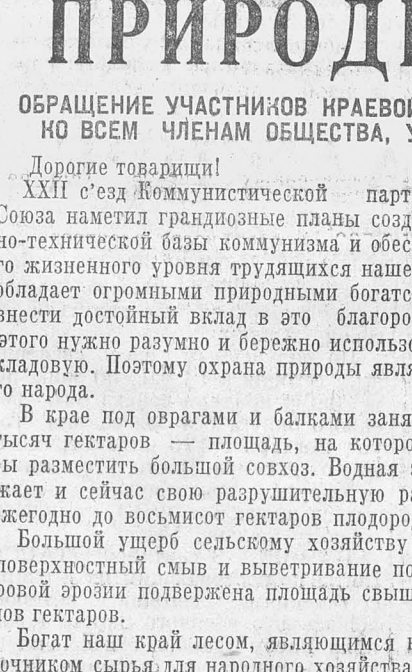 ПРИРОД
ОБРАЩЕНИЕ УЧАСТНИКОВ КРАЕВОЙ
КО ВСЕМ ЧЛЕНАМ ОБЩЕСТВА, У
Дорогие товарищи!
XXII с'езд Коммунистической парт
Союза наметил грандиозные планы созд
но-технической базы коммунизма и обес
го жизненного уровня трудящихся наше
обладает огромными природными богатс
внести достойный вклад в это благоро
этого нужно разумно и бережно использо
кладовую. Поэтому охрана природы явля
го народа.
В крае под оврагами и балками заня
тысяч гектаров — площадь, на которо
бы разместить большой совхоз. Водная
жает и сейчас свою разрушительную ра
жегодно до восьмисот гектаров плодоро
Большой ущерб сельскому хозяйству
поверхностный смыв и выветривание по
ровой эрозии подвержена площадь свыш
нов гектаров.
Богат наш край лесом, являющимся
очником сырья для народного хозяйства